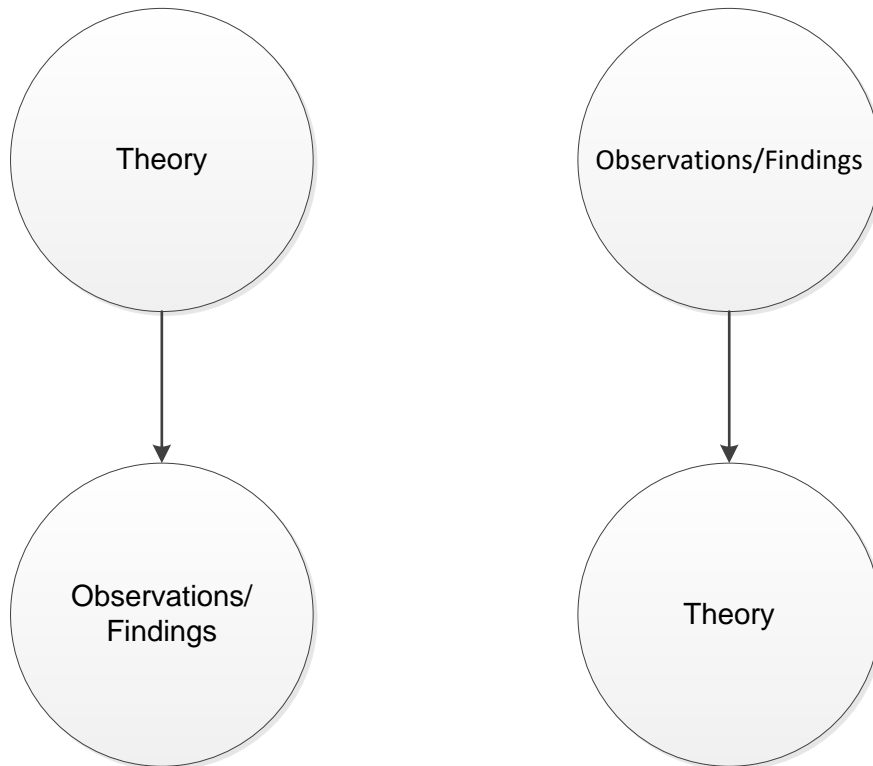 Theory
Observations/Findings
Observations/
Findings
Theory